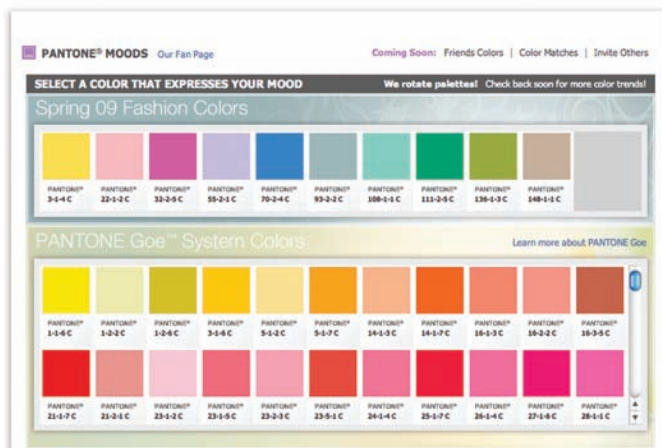 PANTONE® MOODS Our Fan Page Coming Soon: Friends Colors | Color Matches | Invite Others
SELECT A COLOR THAT EXPRESSES YOUR MOOD We rotate palettes! Check back soon for more color trends!
Spring 09 Fashion Colors
PANTONE® PANTONE® PANTONE® PANTONE® PANTONE® PANTONE® PANTONE® PANTONE® PANTONE® PANTONE®
3-1-4 C 22-1-2 C 32-2-5 C 55-2-1 C 70-2-4 C 93-2-2 C 108-1-1 C 111-2-5 C 136-1-3 C 148-1-1 C
PANTONE Goe™ System Colors Learn more about PANTONE Goe
PANTONE® PANTONE® PANTONE® PANTONE® PANTONE® PANTONE® PANTONE® PANTONE® PANTONE® PANTONE® PANTONE®
1-1-6 C 1-2-2 C 1-2-6 C 3-1-6 C 5-1-2 C 5-1-7 C 14-1-3 C 14-1-7 C 16-1-3 C 16-2-2 C 16-3-5 C
PANTONE® PANTONE® PANTONE® PANTONE® PANTONE® PANTONE® PANTONE® PANTONE® PANTONE® PANTONE® PANTONE®
21-1-7 C 21-2-1 C 23-1-2 C 23-1-5 C 23-2-3 C 23-5-1 C 24-1-4 C 25-1-7 C 26-1-4 C 27-1-6 C 28-1-1 C